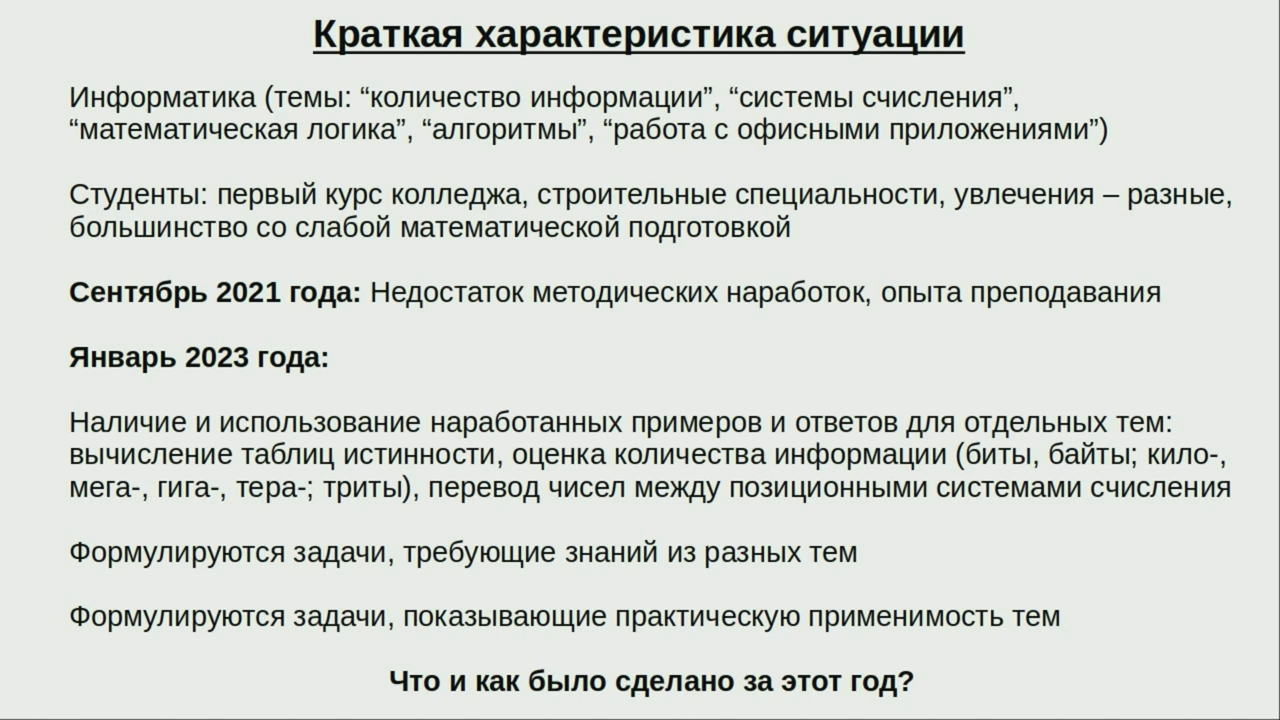 Краткая характеристика ситуации
Информатика (темы: “количество информации”, “системы счисления”,
“математическая логика”, “алгоритмы”, “работа с офисными приложениями”)
Студенты: первый курс колледжа, строительные специальности, увлечения – разные,
большинство со слабой математической подготовкой
Сентябрь 2021 года: Недостаток методических наработок, опыта преподавания
Январь 2023 года:
Наличие и использование наработанных примеров и ответов для отдельных тем:
вычисление таблиц истинности, оценка количества информации (биты, байты; кило-,
мега-, гига-, тера-; триты), перевод чисел между позиционными системами счисления
Формулируются задачи, требующие знаний из разных тем
Формулируются задачи, показывающие практическую применимость тем
Что и как было сделано за этот год?